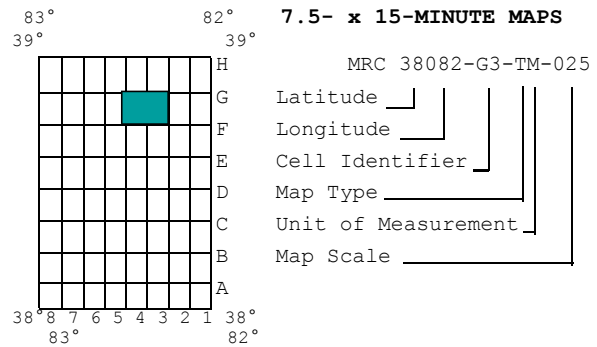 83° 82° 7.5- x 15-MINUTE MAPS
39° 39°
H MRC 38082-G3-TM-025
G Latitude
F Longitude
E Cell Identifier
D Map Type
C Unit of Measurement
B Map Scale
A
38° 8 7 6 5 4 3 2 1 38°
83° 82°